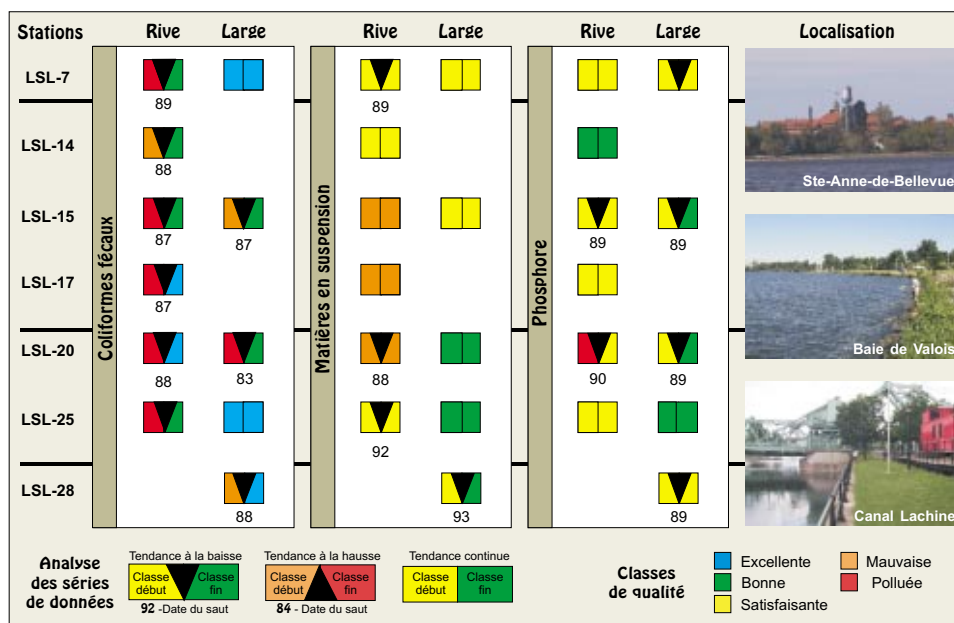 Stations Rive Large Rive Large Rive Large Localisation
Coliformes fécaux
Matières en suspension
Phosphore
LSL-7
89 89
LSL-14
88
Ste-Anne-de-Bellevue
LSL-15
87 87 89 89
LSL-17
87
LSL-20
Baie de Valois
88 83 88 90 89
LSL-25
92
LSL-28
88 93 89
Canal Lachine
Analyse
des séries
de données
Tendance à la baisse
Classe début
Classe fin
92 -Date du saut
Tendance à la hausse
Classe début
Classe fin
84 - Date du saut
Tendance continue
Classe début
Classe fin
Classes
de qualité
Excellente
Bonne
Satisfaisante
Mauvaise
Polluée